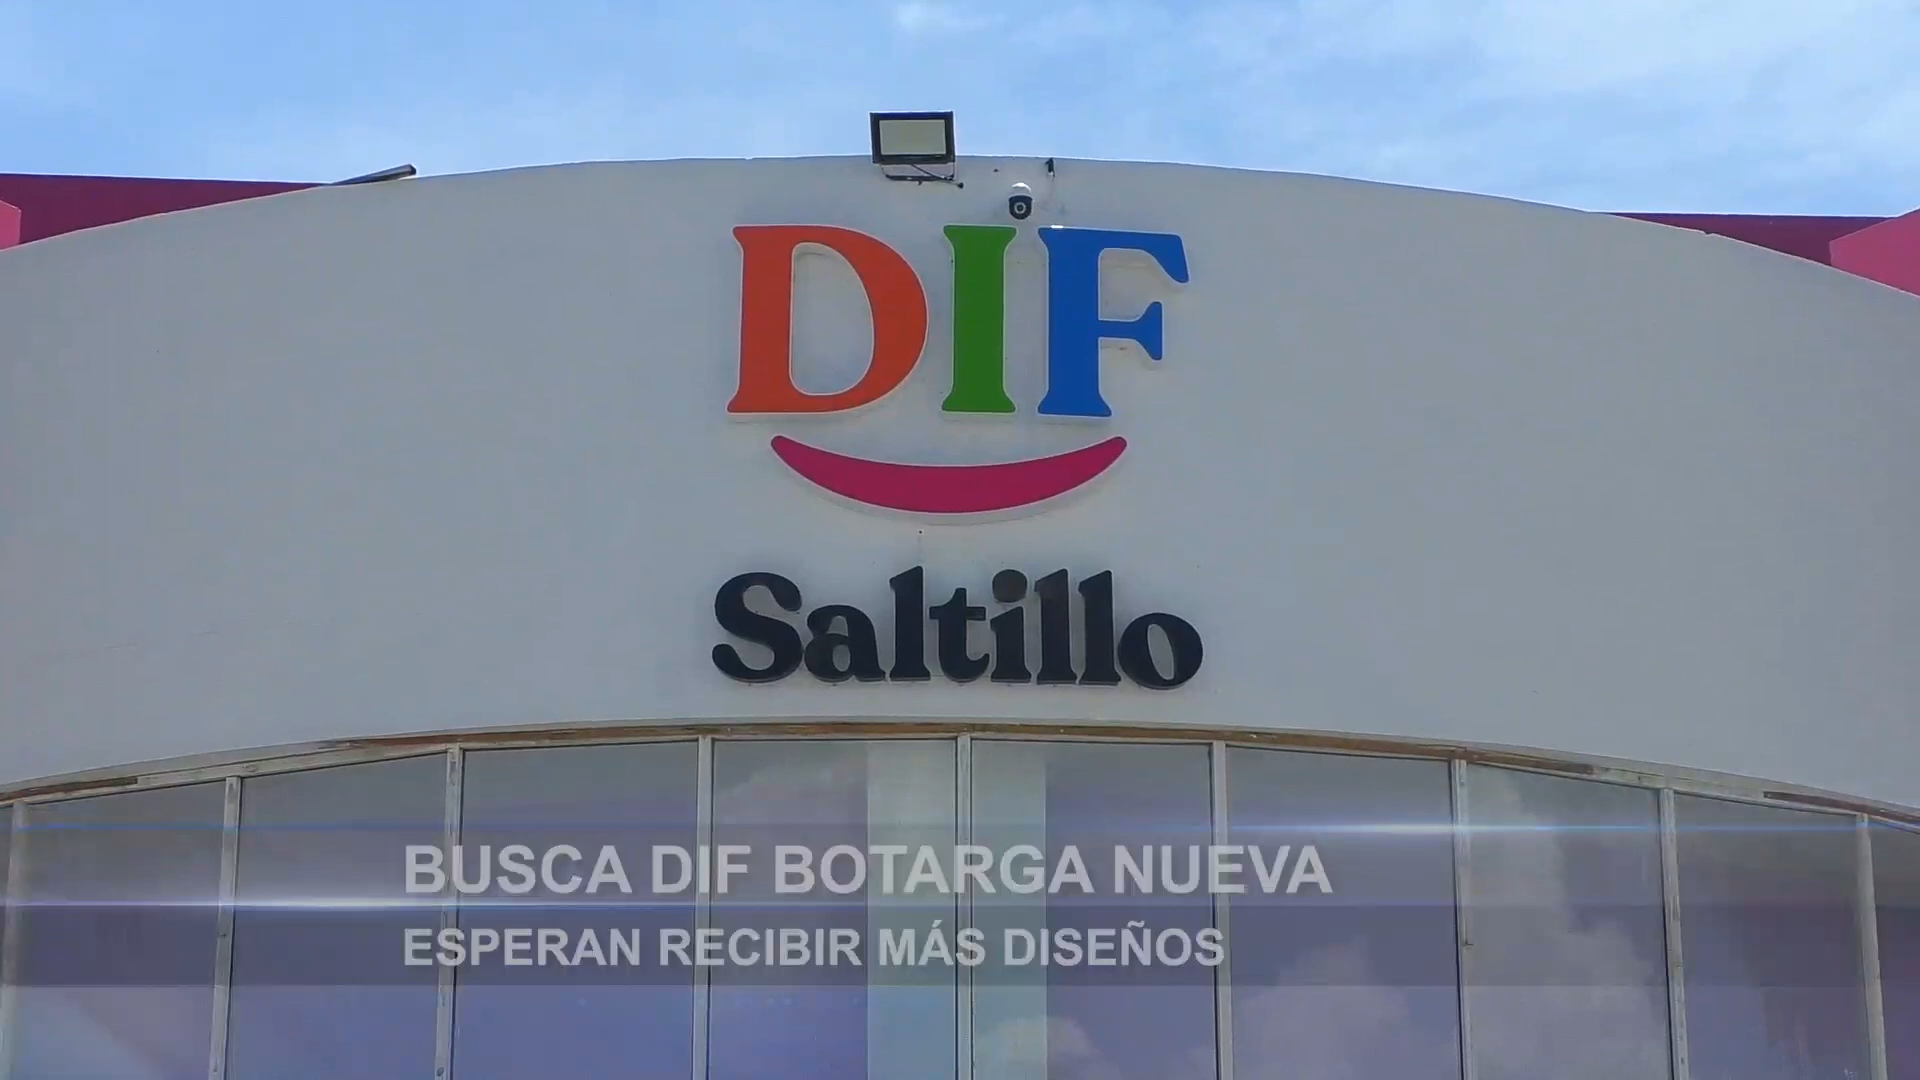 DIF
Saltillo
BUSCA DIF BOTARGA NUEVA
ESPERAN RECIBIR MÁS DISEÑOS